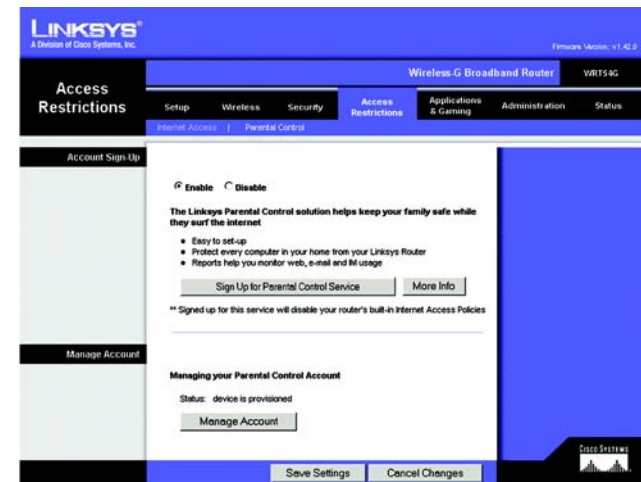 LINKSYS®
A Division of Cisco Systems, Inc.
Firmware Version: v1.42.0
Wireless-G Broadband Router
WRT54G
Access Restrictions
Setup
Wireless
Security
Access Restrictions
Applications & Gaming
Administration
Status
Internet Access | Parental Control
Account Sign-Up
Enable
Disable
The Linksys Parental Control solution helps keep your family safe while
they surf the internet
• Easy to set-up
• Protect every computer in your home from your Linksys Router
• Reports help you monitor web, e-mail and IM usage
Sign Up for Parental Control Service
More Info
** Signed up for this service will disable your router's built-in Internet Access Policies
Manage Account
Managing your Parental Control Account
Status: device is provisioned
Manage Account
Save Settings
Cancel Changes
CISCO SYSTEMS